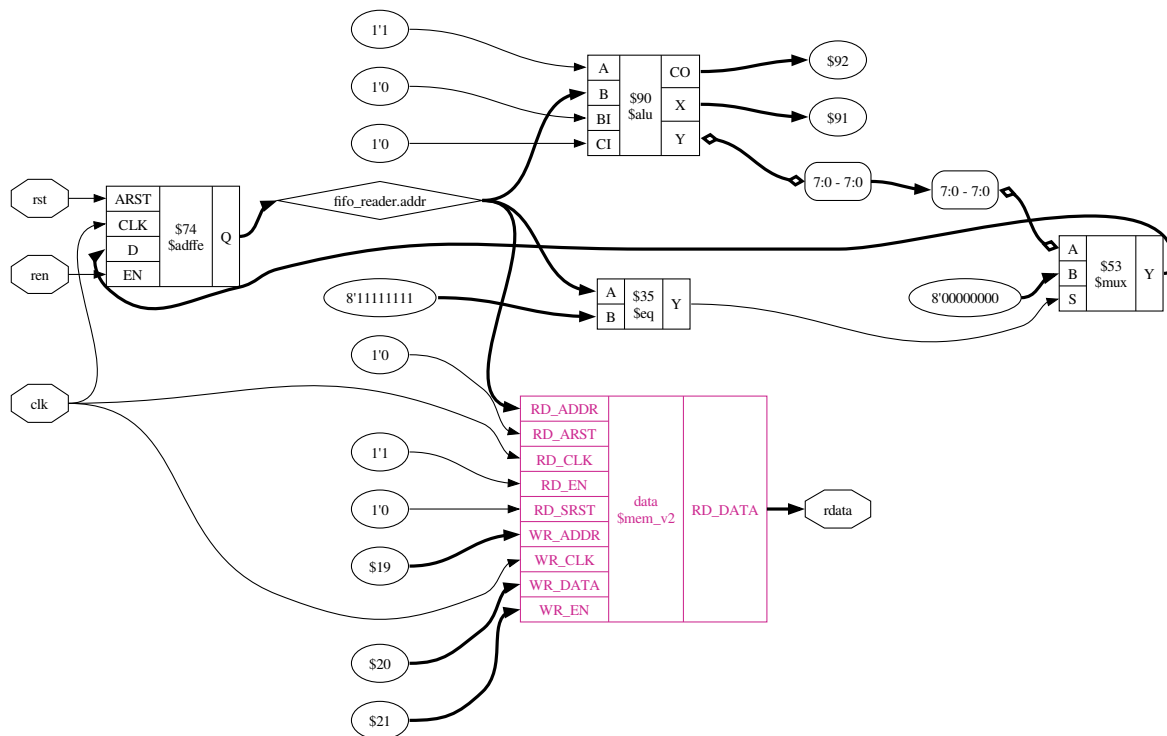 1'1
1'0
1'0
A
B
BI
CI
$90
$alu
CO
X
Y
$92
$91
7:0 - 7:0
7:0 - 7:0
rst
ren
clk
ARST
CLK
D
EN
$74
$adffe
Q
fifo_reader.addr
8'11111111
A
B
$35
$eq
Y
8'00000000
A
B
S
$53
$mux
Y
1'0
1'1
1'0
$19
$20
$21
RD_ADDR
RD_ARST
RD_CLK
RD_EN
RD_SRST
WR_ADDR
WR_CLK
WR_DATA
WR_EN
data
$mem_v2
RD_DATA
rdata